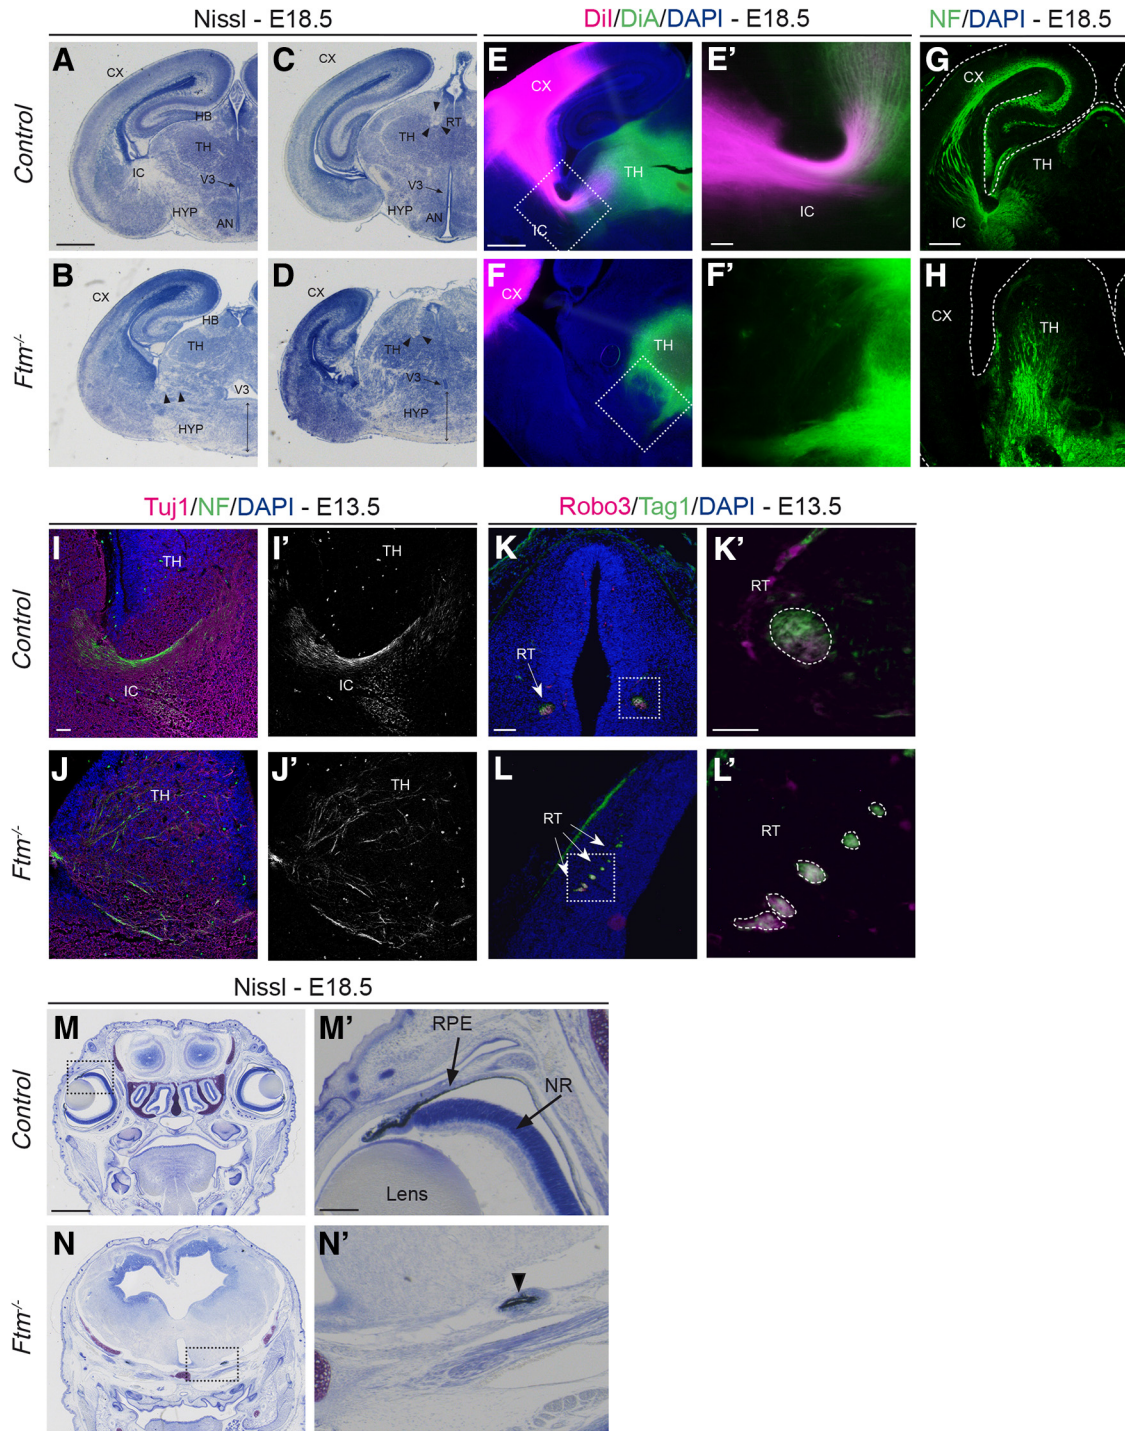 Nissl - E18.5
DiI/DiA/DAPI - E18.5
NF/DAPI - E18.5
Control
A
CX
HB
TH
IC
V3
HYP
AN
C
CX
TH
RT
V3
HYP
AN
E
CX
TH
IC
E’
IC
G
CX
TH
IC
Ftm-/-
B
CX
HB
TH
V3
HYP
D
CX
TH
V3
HYP
F
CX
TH
F’
H
CX
TH
Tuj1/NF/DAPI - E13.5
Robo3/Tag1/DAPI - E13.5
Control
I
TH
IC
I’
TH
IC
K
RT
K’
RT
Ftm-/-
J
TH
J’
TH
L
RT
L’
RT
Nissl - E18.5
Control
M
M’
RPE
NR
Lens
Ftm-/-
N
N’